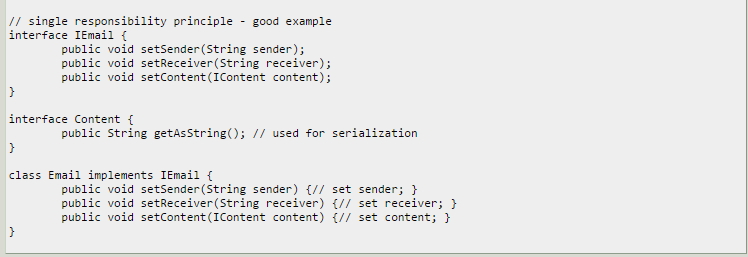 // single responsibility principle - good example
interface IEmail {
public void setSender(String sender);
public void setReceiver(String receiver);
public void setContent(IContent content);
}
interface Content {
public String getAsString(); // used for serialization
}
class Email implements IEmail {
public void setSender(String sender) {// set sender; }
public void setReceiver(String receiver) {// set receiver; }
public void setContent(IContent content) {// set content; }
}